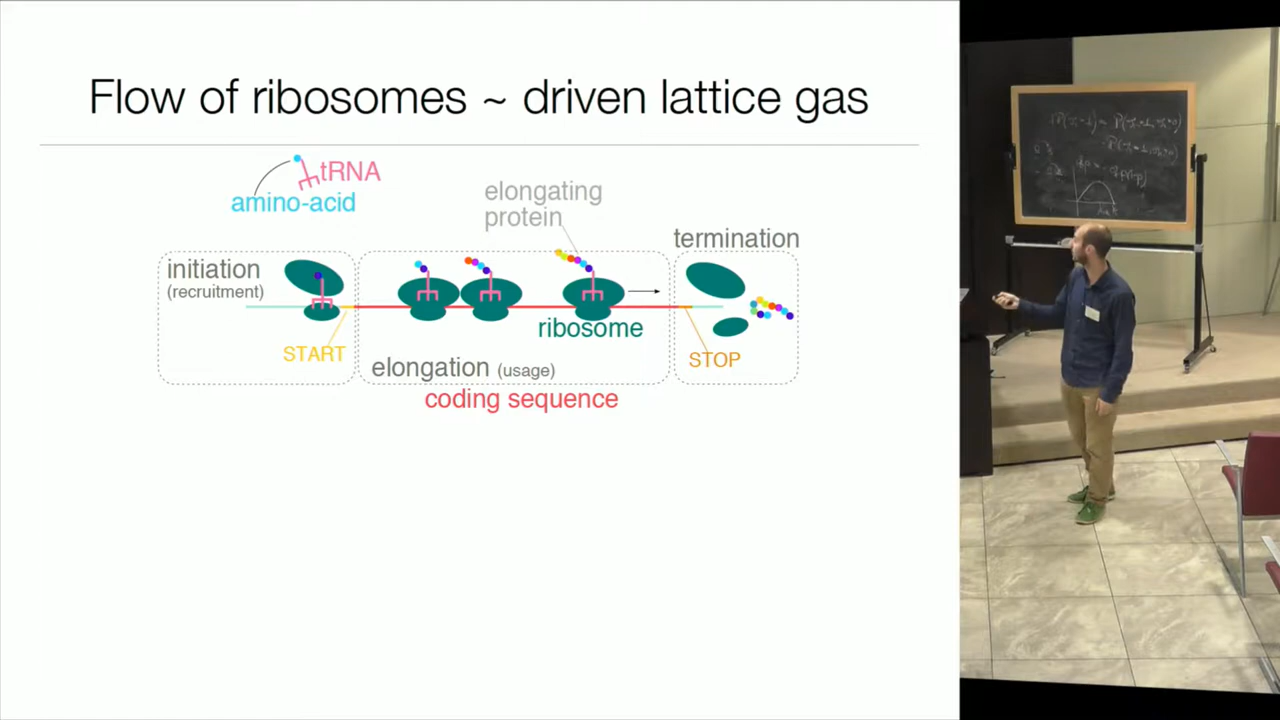 Flow of ribosomes ~ driven lattice gas
tRNA
amino-acid
elongating
protein
termination
initiation
(recruitment)
ribosome
START
STOP
elongation (usage)
coding sequence